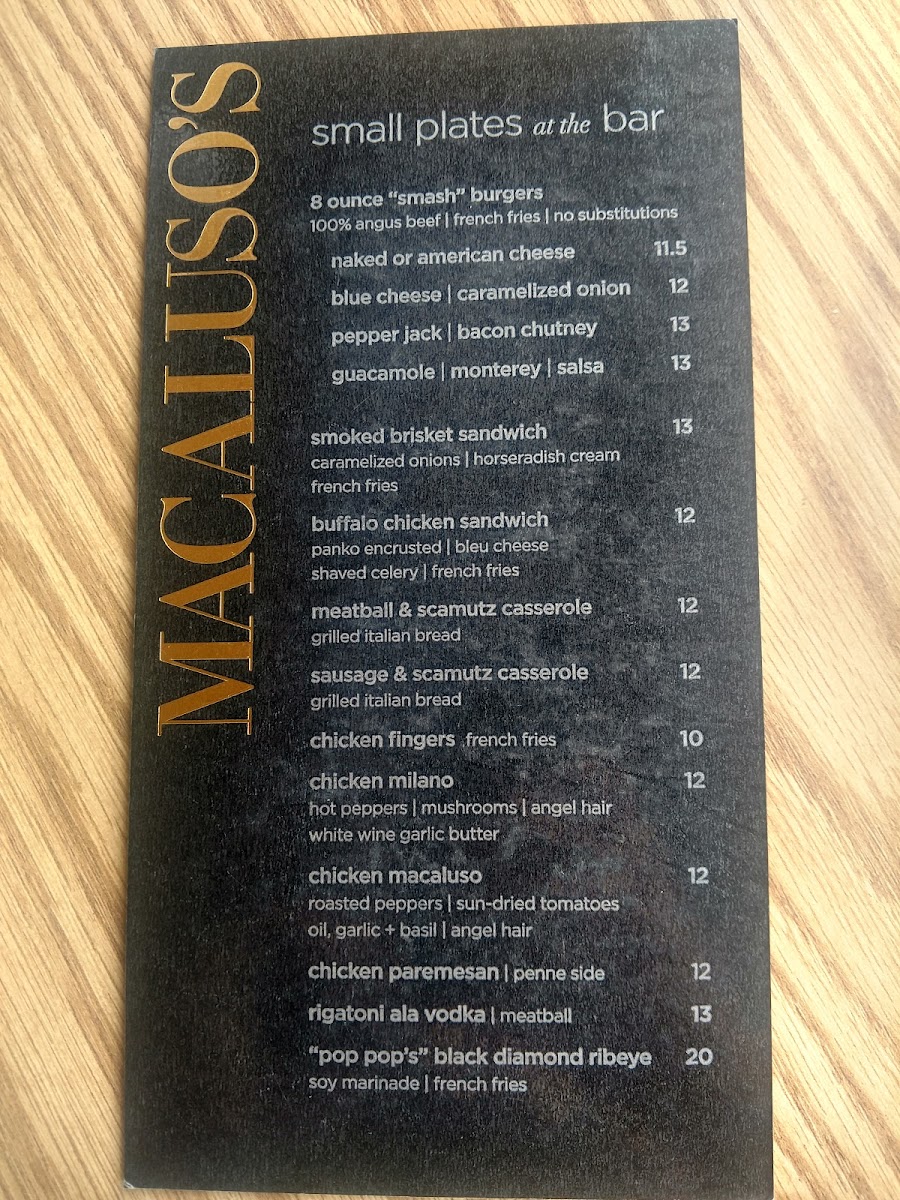 MACALUSO'S
small plates at the bar
8 ounce “smash” burgers
100% angus beef | french fries | no substitutions
naked or american cheese 11.5
blue cheese | caramelized onion 12
pepper jack | bacon chutney 13
guacamole | monterey | salsa 13
smoked brisket sandwich 13
caramelized onions | horseradish cream
french fries
buffalo chicken sandwich 12
panko encrusted | bleu cheese
shaved celery | french fries
meatball & scamutz casserole 12
grilled italian bread
sausage & scamutz casserole 12
grilled italian bread
chicken fingers french fries 10
chicken milano 12
hot peppers | mushrooms | angel hair
white wine garlic butter
chicken macaluso 12
roasted peppers | sun-dried tomatoes
oil, garlic + basil | angel hair
chicken paremesan | penne side 12
rigatoni ala vodka | meatball 13
“pop pop’s” black diamond ribeye 20
soy marinade | french fries